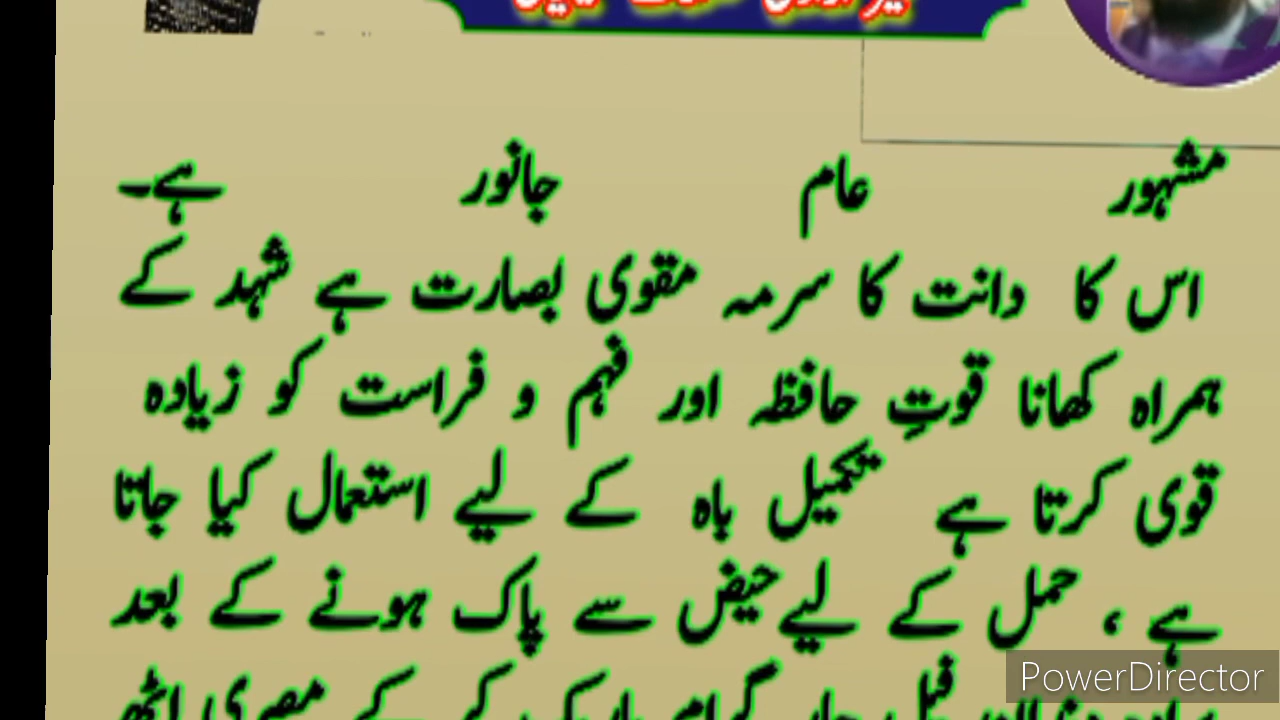 مشہور عام جانور ہے۔
اس کا دانت کا سرمہ مقوی بصارت ہے شہد کے
ہمراہ کھانا قوتِ حافظہ اور فہم و فراست کو زیادہ
قوی کرتا ہے تکمیل باہ کے لیے استعمال کیا جاتا
ہے ، حمل کے لیے حیض سے پاک ہونے کے بعد
PowerDirector